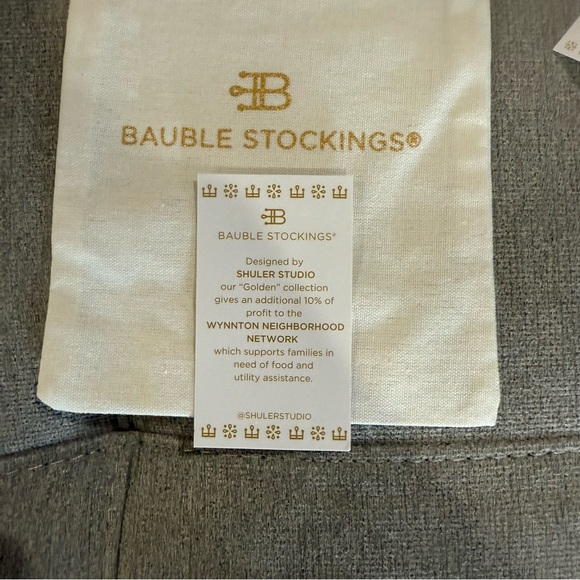 B
BAUBLE STOCKINGS®
B
BAUBLE STOCKINGS®
Designed by
SHULER STUDIO
our “Golden” collection
gives an additional 10% of
profit to the
WYNNTON NEIGHBORHOOD
NETWORK
which supports families in
need of food and
utility assistance.
@SHULERSTUDIO